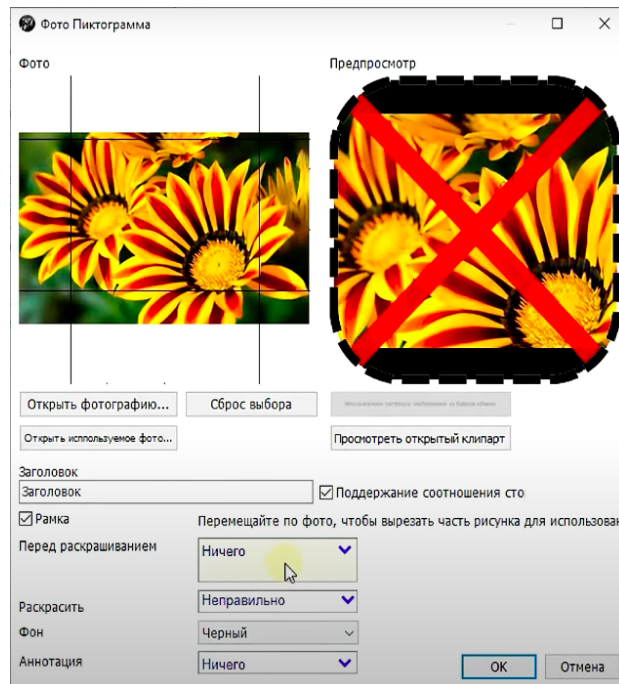 Фото Пиктограмма
Фото
Предпросмотр
Открыть фотографию...
Сброс выбора
Открыть исплользуемое фото...
Просмотреть открытый клипарт
Заголовок
Заголовок
Поддержание соотношения сто
Рамка
Перемещайте по фото, чтобы вырезать часть рисунка для использован
Перед раскрашиванием
Ничего
Раскрасить
Неправильно
Фон
Черный
Аннотация
Ничего
ОК
Отмена